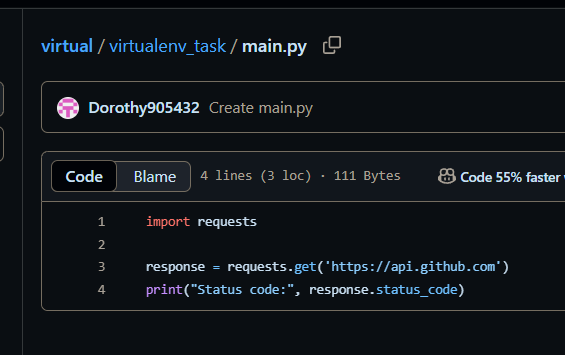 virtual / virtualenv_task / main.py
Dorothy905432 Create main.py
Code Blame 4 lines (3 loc) · 111 Bytes Code 55% faster
1 import requests
2
3 response = requests.get('https://api.github.com')
4 print("Status code:", response.status_code)